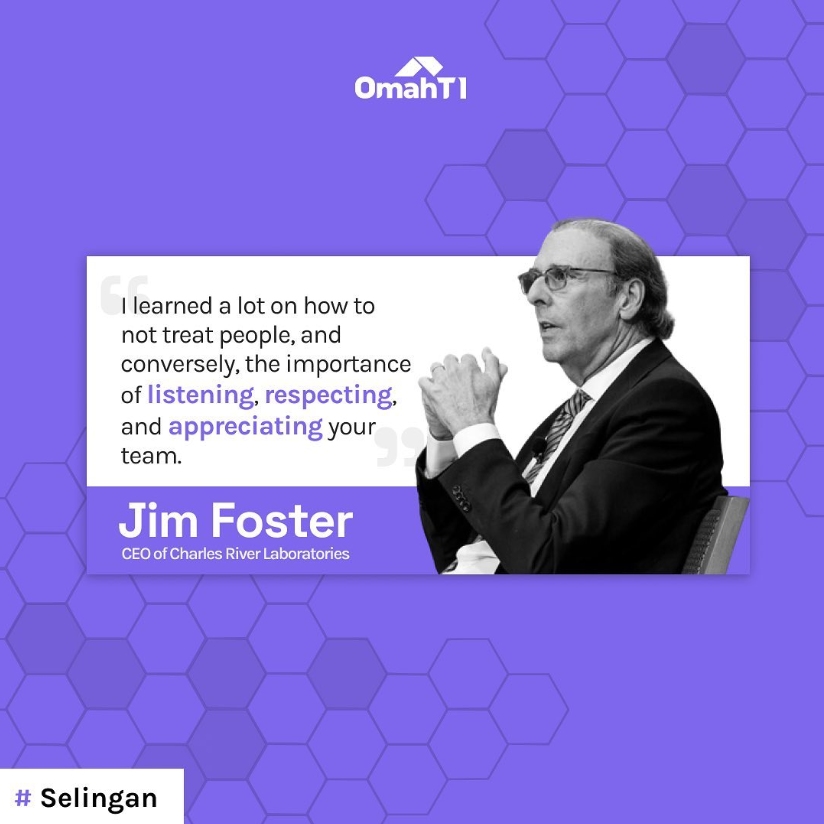 OmahTI
“
I learned a lot on how to
not treat people, and
conversely, the importance
of listening, respecting,
and appreciating your
team.
”
Jim Foster
CEO of Charles River Laboratories
# Selingan